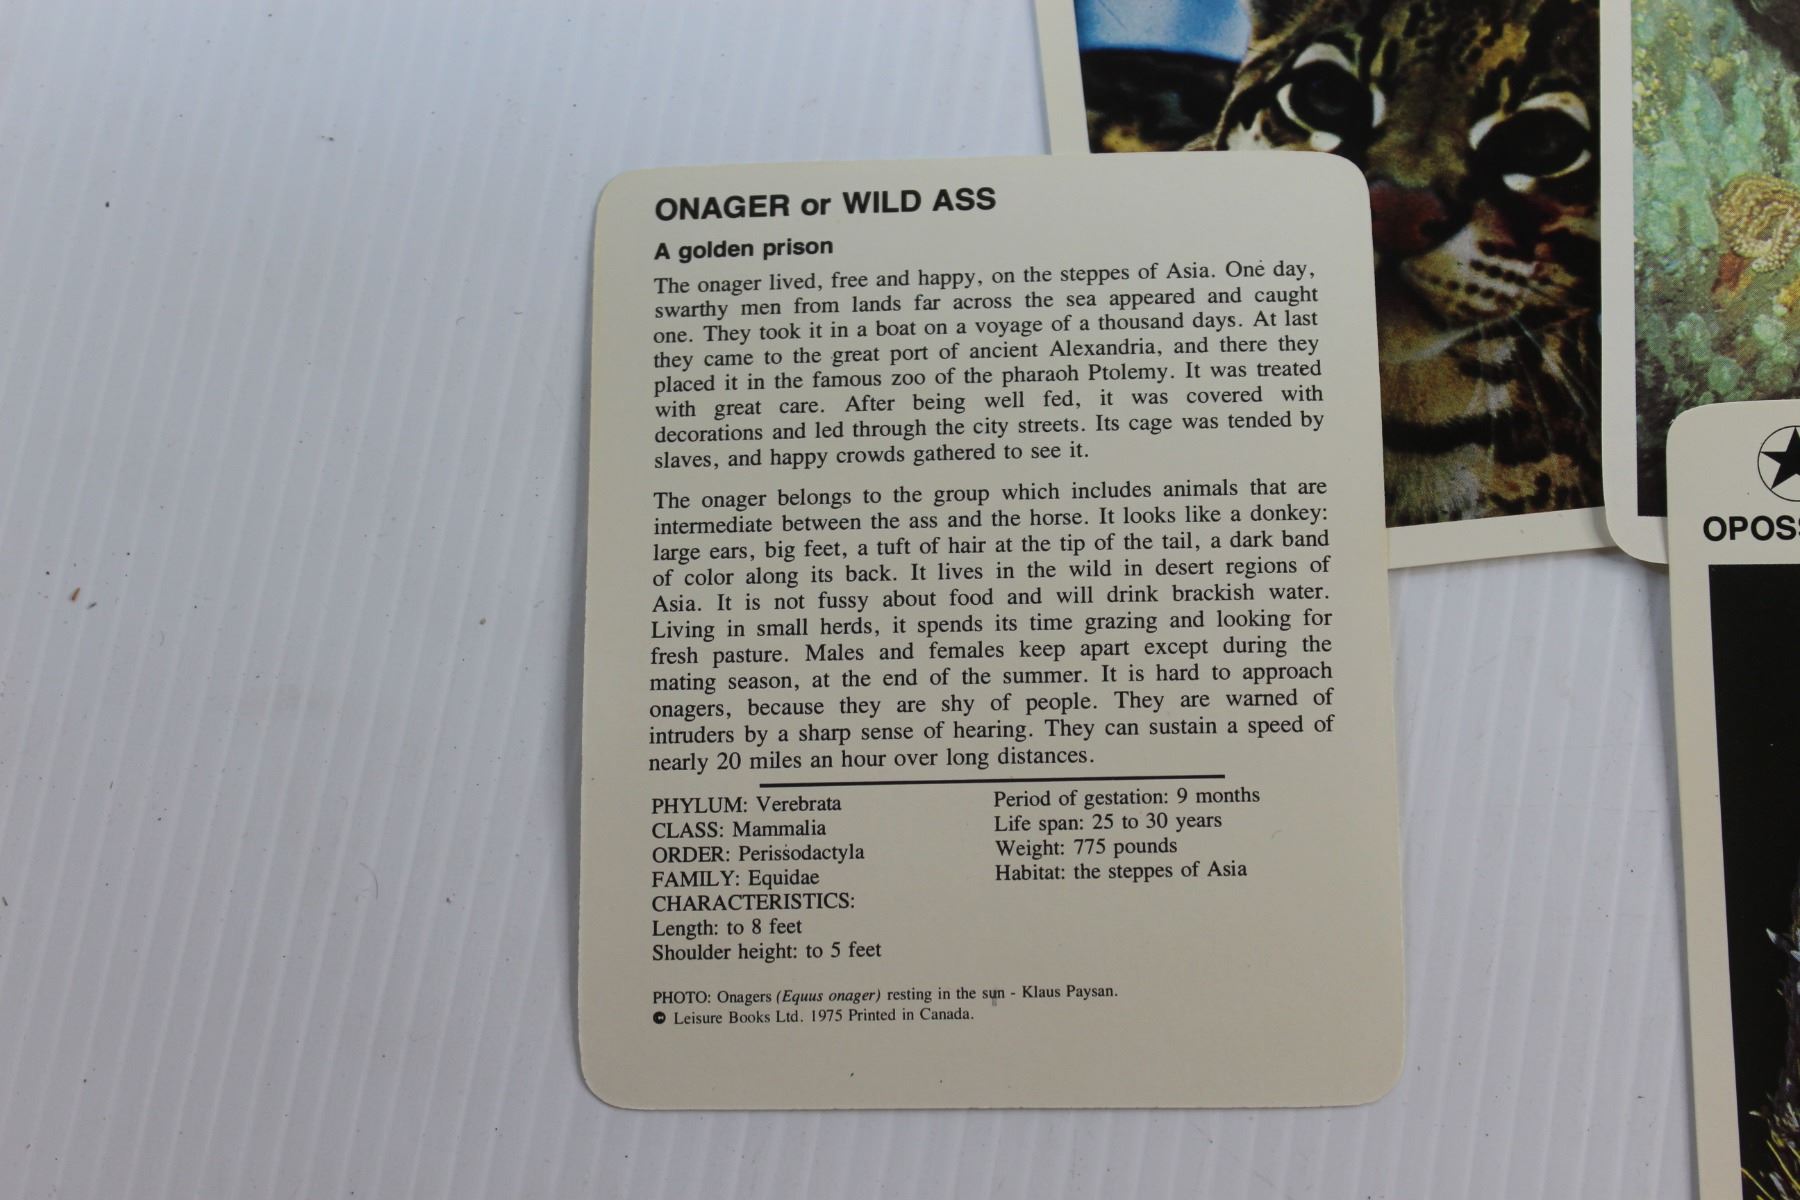 ONAGER or WILD ASS
A golden prison
The onager lived, free and happy, on the steppes of Asia. One day,
swarthy men from lands far across the sea appeared and caught
one. They took it in a boat on a voyage of a thousand days. At last
they came to the great port of ancient Alexandria, and there they
placed it in the famous zoo of the pharaoh Ptolemy. It was treated
with great care. After being well fed, it was covered with
decorations and led through the city streets. Its cage was tended by
slaves, and happy crowds gathered to see it.
The onager belongs to the group which includes animals that are
intermediate between the ass and the horse. It looks like a donkey:
large ears, big feet, a tuft of hair at the tip of the tail, a dark band
of color along its back. It lives in the wild in desert regions of
Asia. It is not fussy about food and will drink brackish water.
Living in small herds, it spends its time grazing and looking for
fresh pasture. Males and females keep apart except during the
mating season, at the end of the summer. It is hard to approach
onagers, because they are shy of people. They are warned of
intruders by a sharp sense of hearing. They can sustain a speed of
nearly 20 miles an hour over long distances.
PHYLUM: Verebrata
CLASS: Mammalia
ORDER: Perissodactyla
FAMILY: Equidae
CHARACTERISTICS:
Length: to 8 feet
Shoulder height: to 5 feet
Period of gestation: 9 months
Life span: 25 to 30 years
Weight: 775 pounds
Habitat: the steppes of Asia
PHOTO: Onagers (Equus onager) resting in the sun - Klaus Paysan.
© Leisure Books Ltd. 1975 Printed in Canada.
OPOSS